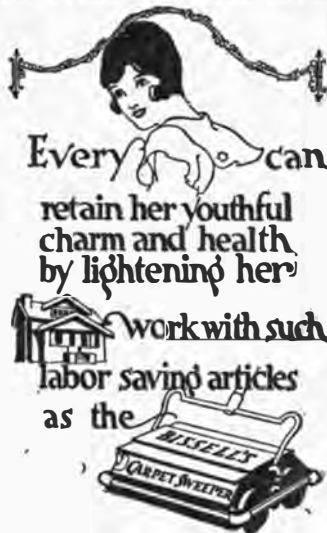 Every can
retain her youthful
charm and health
by lightening her
work with such
labor saving articles
as the
BISSELL'S
CARPET SWEEPER